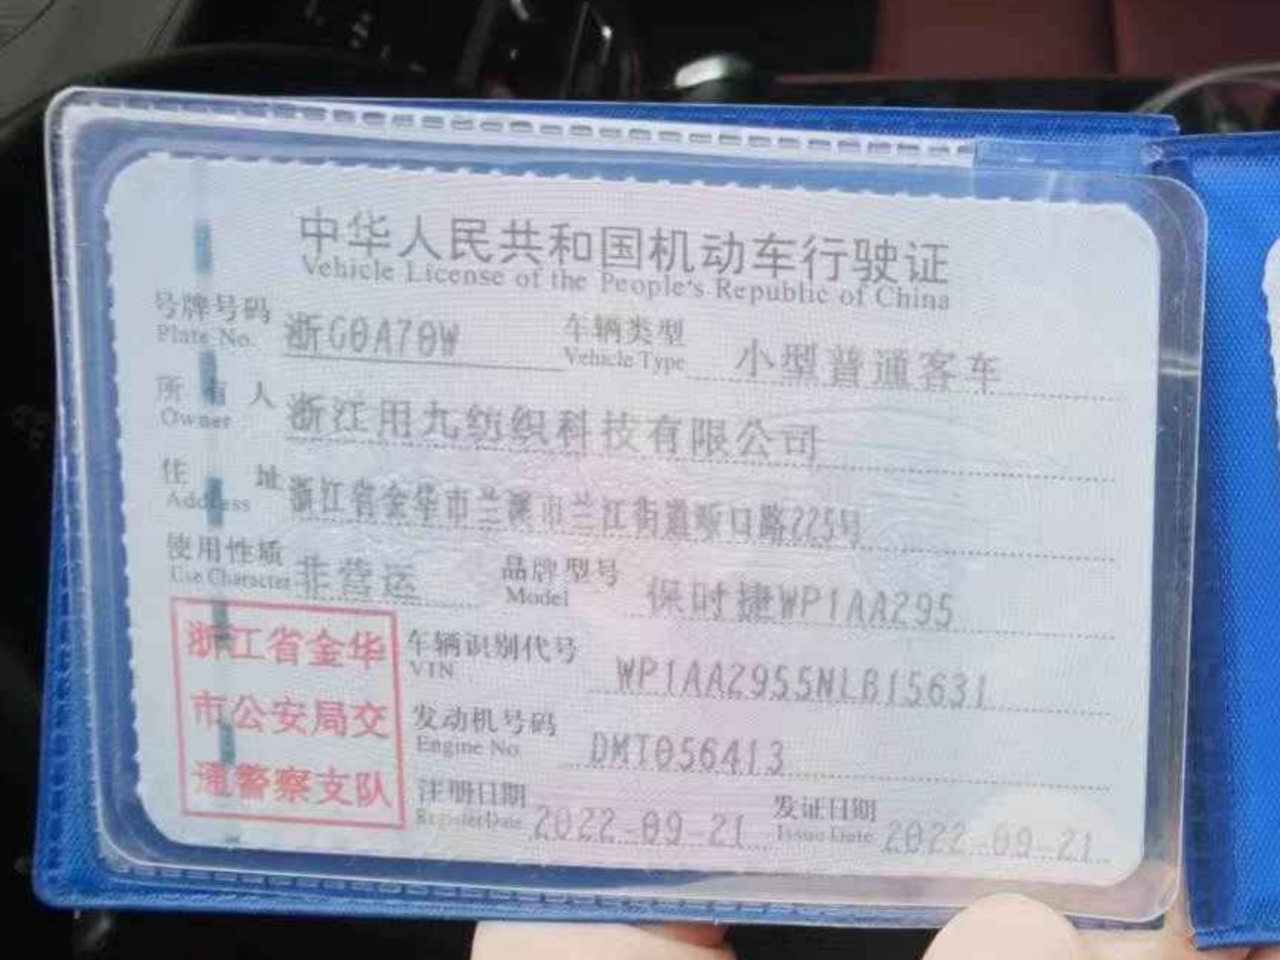 中华人民共和国机动车行驶证
Vehicle License of the People's Republic of China
号牌号码 浙G0A70W 车辆类型 小型普通客车
Plate No. Vehicle Type
所有人 浙江用九纺织科技有限公司
Owner
住址 浙江省金华市兰溪市兰江街道 口路225号
Address
使用性质 非营运 品牌型号 保时捷WP1AA295
Use Character Model
浙江省金华
市公安局交
通警察支队
车辆识别代号 WP1AA2955NLB15631
VIN
发动机号码 DMT056413
Engine No.
注册日期 2022-09-21 发证日期 2022-09-21
Register Date Issue Date